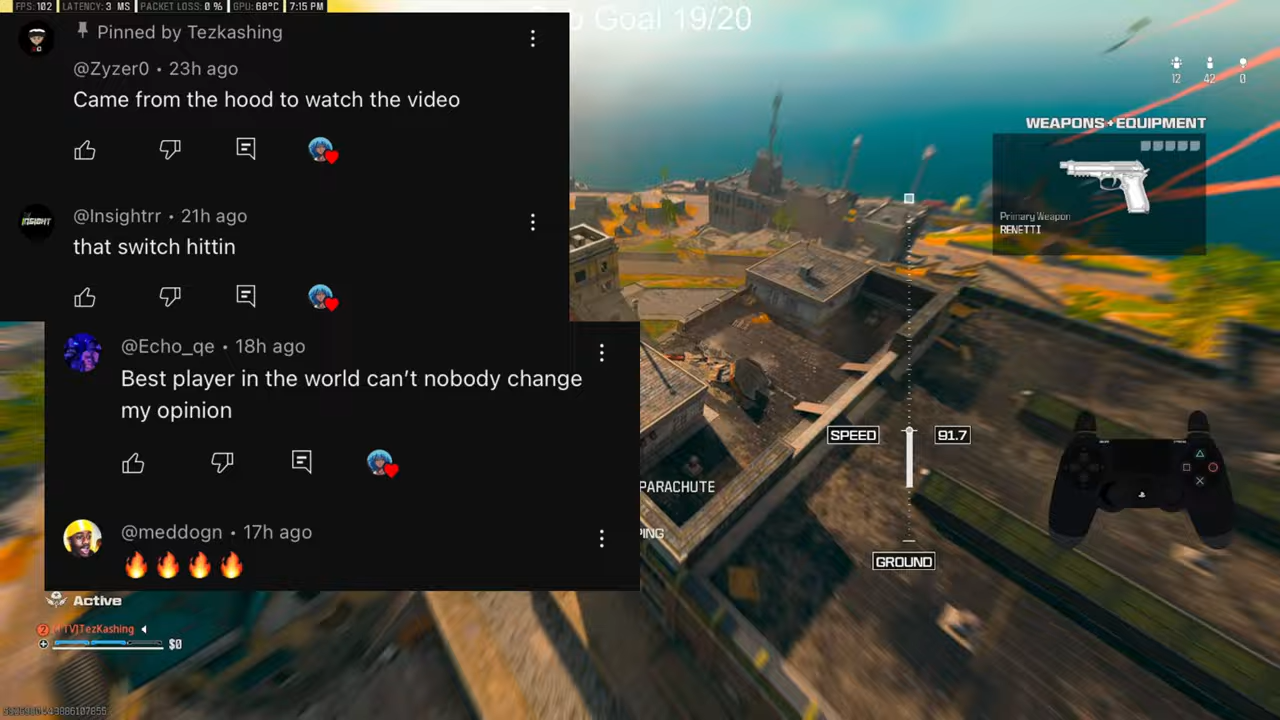 FPS: 102 LATENCY: 3 MS PACKET LOSS: 0 % GPU: 68°C 7:15 PM
Goal 19/20
Pinned by Tezkashing
@Zyzer0 • 23h ago
Came from the hood to watch the video
12 42 0
WEAPONS + EQUIPMENT
Primary Weapon
RENETTI
INSIGHT
@Insightrr • 21h ago
that switch hittin
@Echo_qe • 18h ago
Best player in the world can’t nobody change
my opinion
SPEED 91.7
PARACHUTE
PING
@meddogn • 17h ago
🔥🔥🔥🔥
GROUND
Active
TezKashing
$0